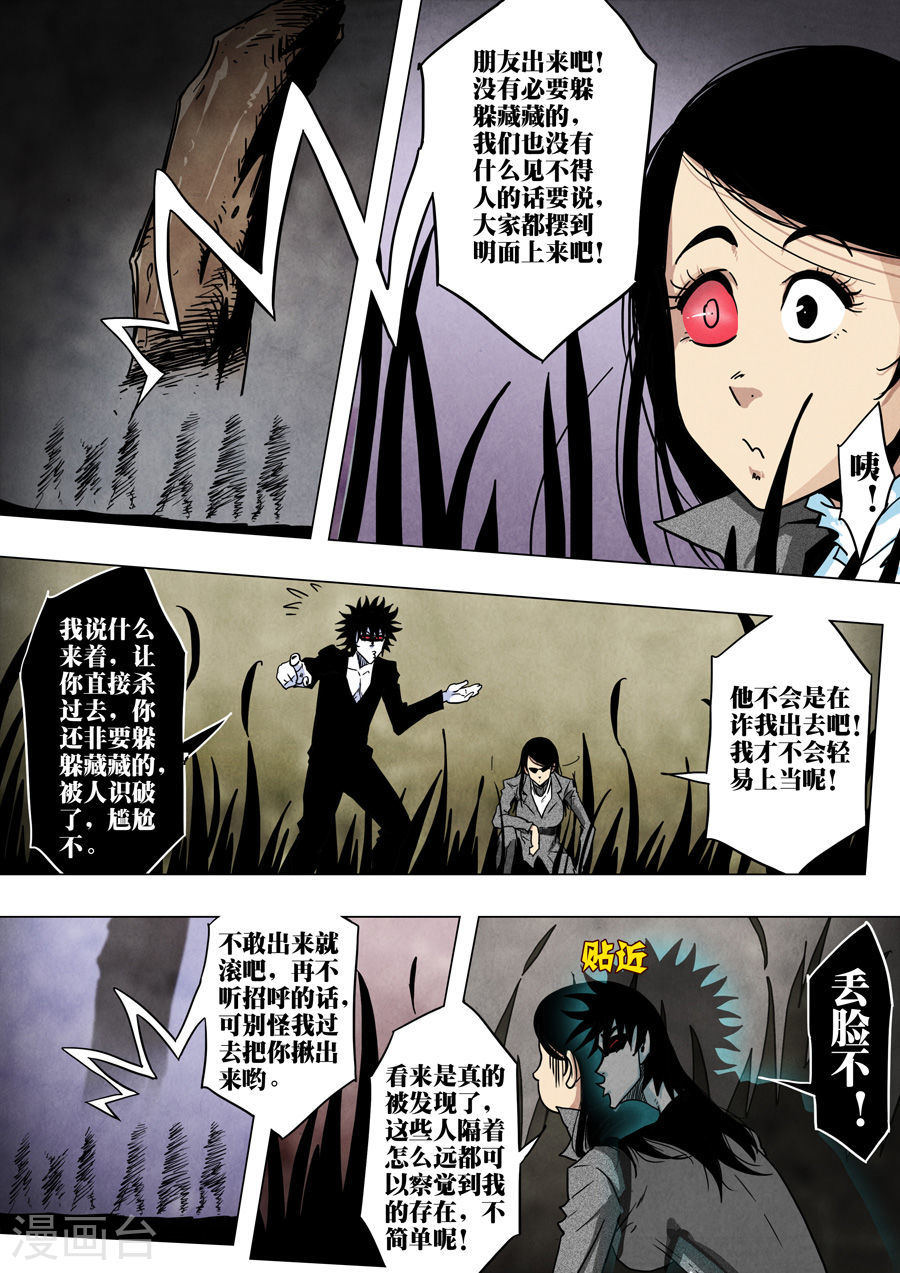 朋友出来吧！
没有必要躲
躲藏藏的，
我们也没有
什么见不得
人的话要说，
大家都摆到
明面上来吧！
咦！
我说什么
来着，让
你直接杀
过去，你
还非要躲
躲藏藏的，
被人识破
了，尴尬
不。
他不会是在
诈我出去吧！
我才不会轻
易上当呢！
不敢出来就
滚吧，再不
听招呼的话，
可别怪我过
去把你揪出
来哟。
贴近
丢脸不！
看来是真的
被发现了，
这些人隔着
怎么远都可
以察觉到我
的存在，不
简单呢！
漫画台